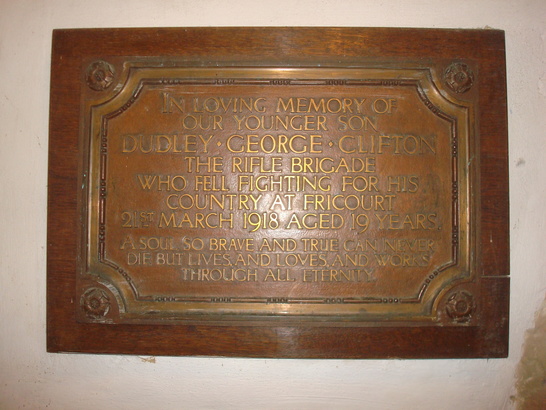 IN LOVING MEMORY OF
OUR YOUNGER SON
DUDLEY · GEORGE · CLIFTON
THE RIFLE BRIGADE
WHO FELL FIGHTING FOR HIS
COUNTRY AT FRICOURT
21ST MARCH 1918 AGED 19 YEARS.
A SOUL SO BRAVE AND TRUE CAN NEVER
DIE BUT LIVES, AND LOVES, AND WORKS
THROUGH ALL ETERNITY.